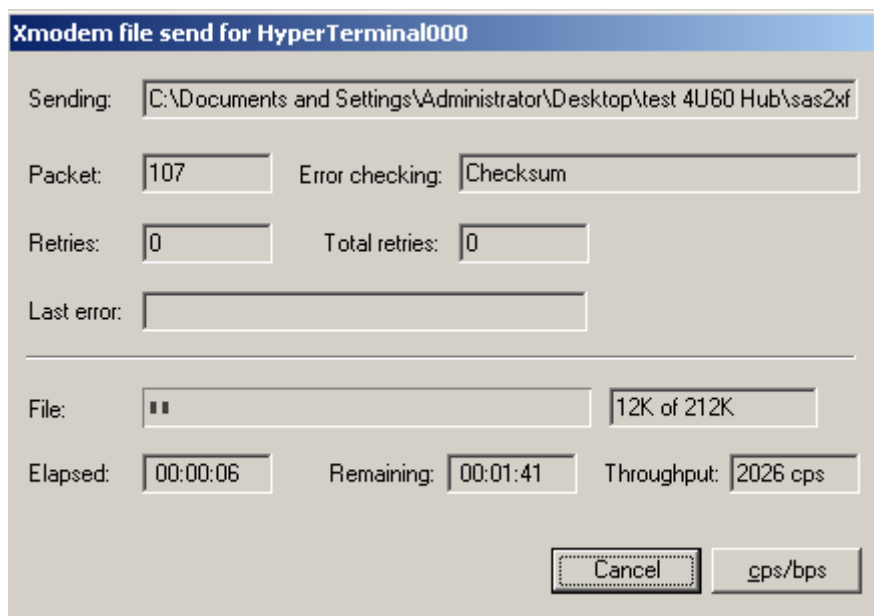 Xmodem file send for HyperTerminal000
Sending: C:\Documents and Settings\Administrator\Desktop\test 4U60 Hub\sas2xf
Packet: 107 Error checking: Checksum
Retries: 0 Total retries: 0
Last error:
File: 12K of 212K
Elapsed: 00:00:06 Remaining: 00:01:41 Throughput: 2026 cps
Cancel cps/bps